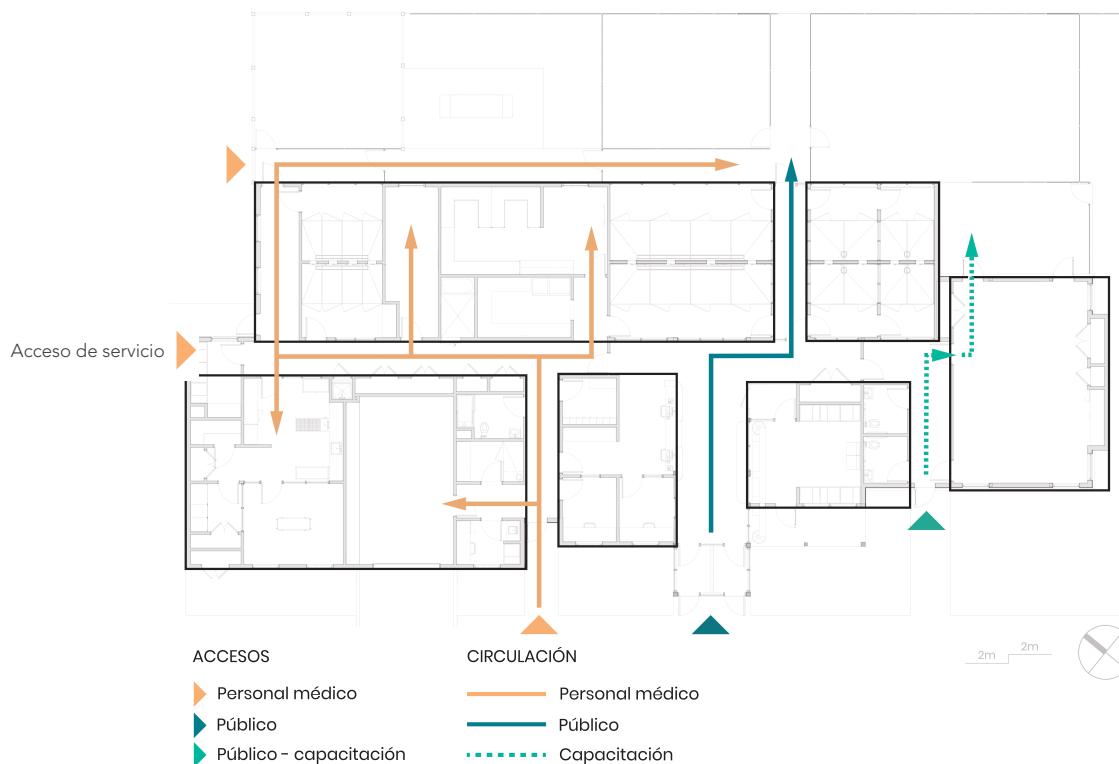 Acceso de servicio
ACCESOS
Personal médico
Público
Público - capacitación
CIRCULACIÓN
Personal médico
Público
Capacitación
2m
2m